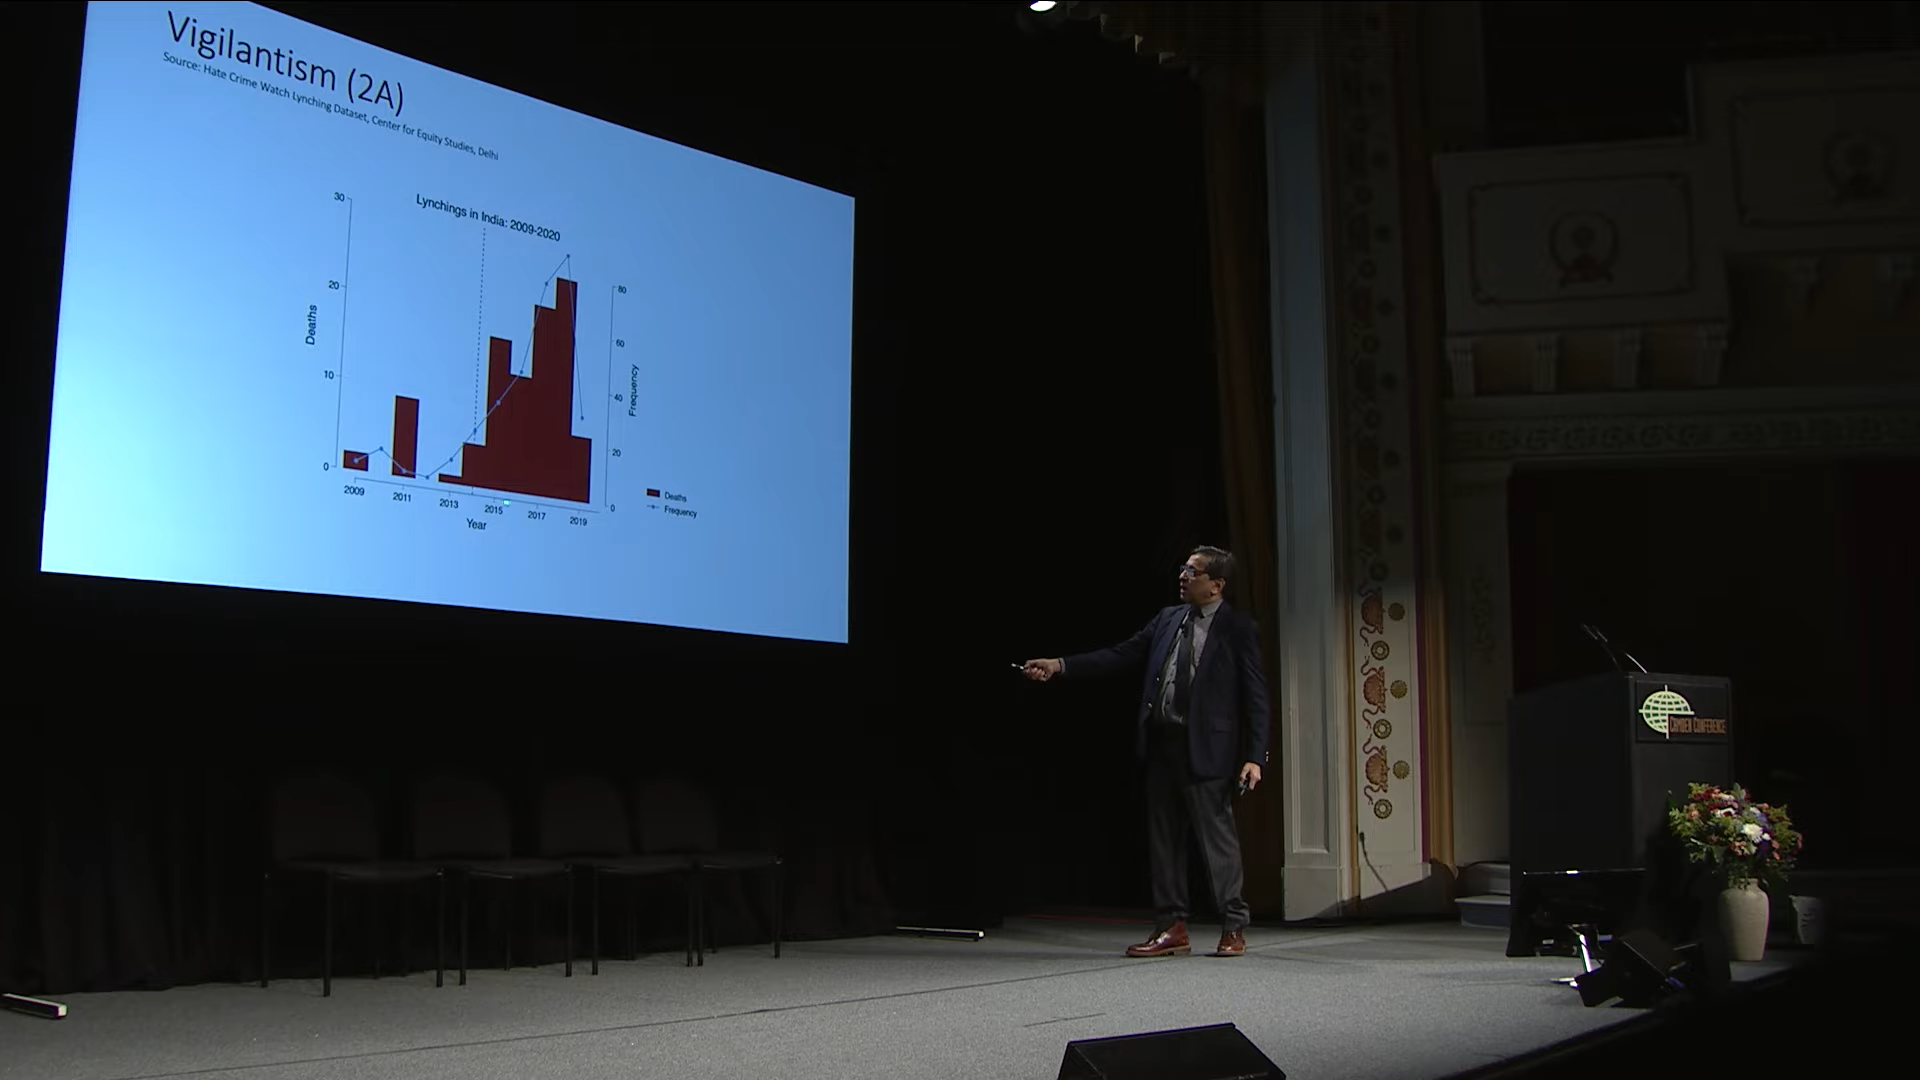 Vigilantism (2A)
Source: Hate Crime Watch Lynching Dataset, Center for Equity Studies, Delhi
Lynchings in India: 2009-2020
30
20
10
0
Deaths
80
60
40
20
0
Frequency
2009
2011
2013
2015
2017
2019
Year
Deaths
Frequency
CAMDEN CONFERENCE